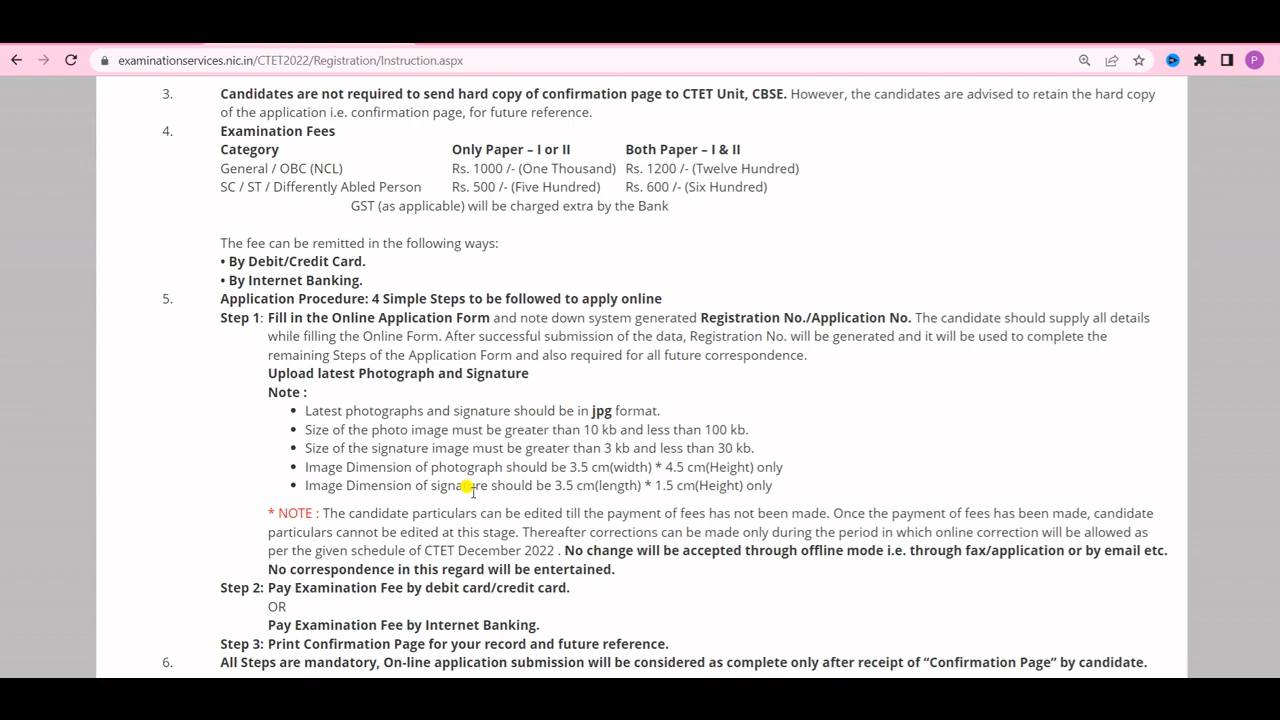 examinationservices.nic.in/CTET2022/Registration/Instruction.aspx
P
3. Candidates are not required to send hard copy of confirmation page to CTET Unit, CBSE. However, the candidates are advised to retain the hard copy
of the application i.e. confirmation page, for future reference.
4. Examination Fees
Category Only Paper – I or II Both Paper – I & II
General / OBC (NCL) Rs. 1000 /- (One Thousand) Rs. 1200 /- (Twelve Hundred)
SC / ST / Differently Abled Person Rs. 500 /- (Five Hundred) Rs. 600 /- (Six Hundred)
GST (as applicable) will be charged extra by the Bank
The fee can be remitted in the following ways:
• By Debit/Credit Card.
• By Internet Banking.
5. Application Procedure: 4 Simple Steps to be followed to apply online
Step 1: Fill in the Online Application Form and note down system generated Registration No./Application No. The candidate should supply all details
while filling the Online Form. After successful submission of the data, Registration No. will be generated and it will be used to complete the
remaining Steps of the Application Form and also required for all future correspondence.
Upload latest Photograph and Signature
Note :
• Latest photographs and signature should be in jpg format.
• Size of the photo image must be greater than 10 kb and less than 100 kb.
• Size of the signature image must be greater than 3 kb and less than 30 kb.
• Image Dimension of photograph should be 3.5 cm(width) * 4.5 cm(Height) only
• Image Dimension of signature should be 3.5 cm(length) * 1.5 cm(Height) only
* NOTE : The candidate particulars can be edited till the payment of fees has not been made. Once the payment of fees has been made, candidate
particulars cannot be edited at this stage. Thereafter corrections can be made only during the period in which online correction will be allowed as
per the given schedule of CTET December 2022 . No change will be accepted through offline mode i.e. through fax/application or by email etc.
No correspondence in this regard will be entertained.
Step 2: Pay Examination Fee by debit card/credit card.
OR
Pay Examination Fee by Internet Banking.
Step 3: Print Confirmation Page for your record and future reference.
6. All Steps are mandatory, On-line application submission will be considered as complete only after receipt of “Confirmation Page” by candidate.